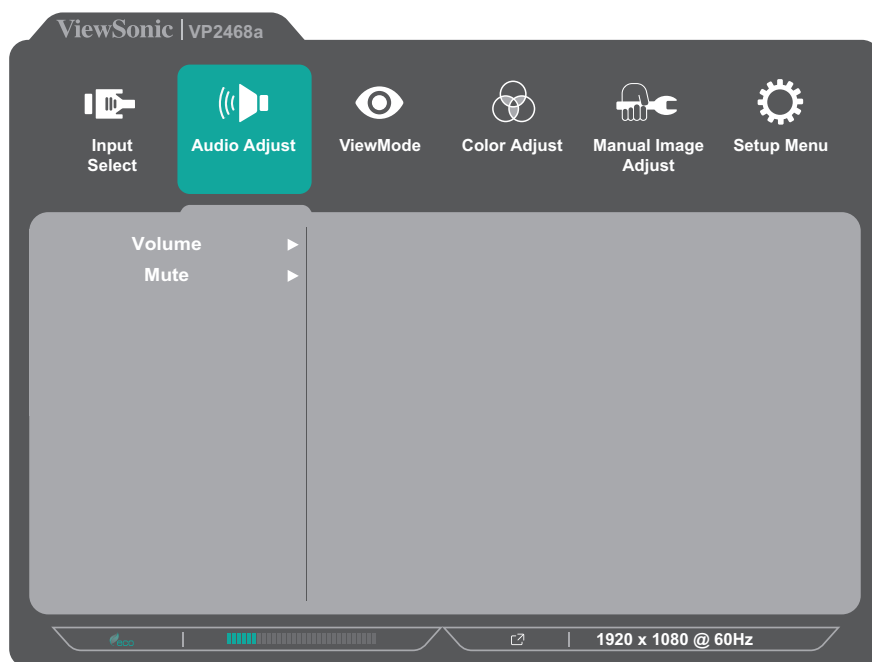 ViewSonic | VP2468a
Input
Select
Audio Adjust
ViewMode
Color Adjust
Manual Image
Adjust
Setup Menu
Volume ▶
Mute ▶
eco
1920 x 1080 @ 60Hz